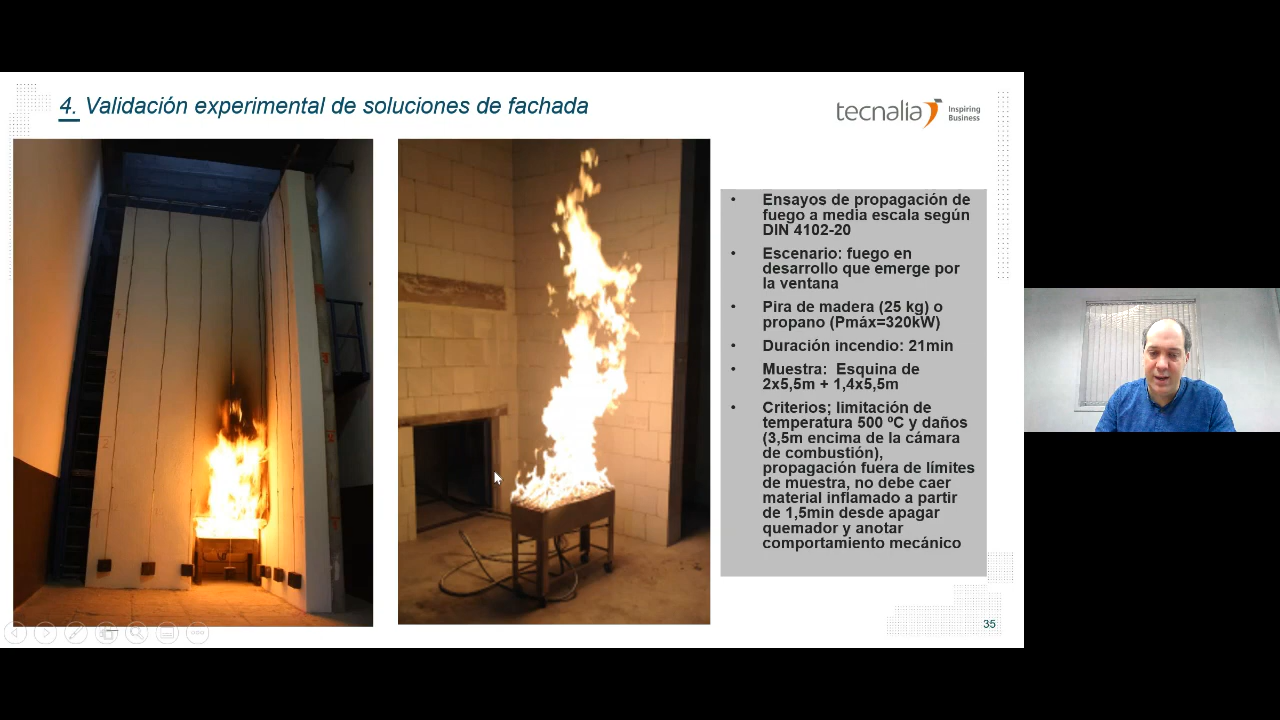 4. Validación experimental de soluciones de fachada
tecnalia
Inspiring
Business
• Ensayos de propagación de
fuego a media escala según
DIN 4102-20
• Escenario: fuego en
desarrollo que emerge por
la ventana
• Pira de madera (25 kg) o
propano (Pmáx=320kW)
• Duración incendio: 21min
• Muestra: Esquina de
2x5,5m + 1,4x5,5m
• Criterios; limitación de
temperatura 500 ºC y daños
(3,5m encima de la cámara
de combustión),
propagación fuera de límites
de muestra, no debe caer
material inflamado a partir
de 1,5min desde apagar
quemador y anotar
comportamiento mecánico
35